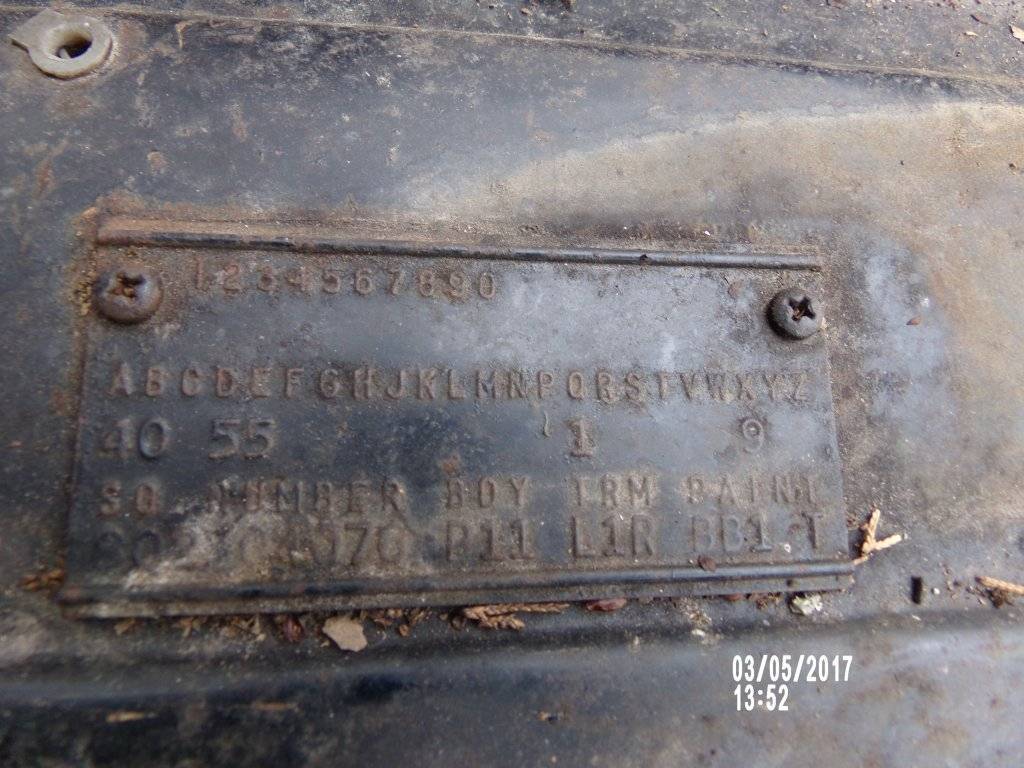 1234567890
ABCDEFGHJKLMNPQRSTVWXYZ
40 55 1 9
SO NUMBER BDY TRM PAINT
P11 L1R BB1 T
03/05/2017
13:52